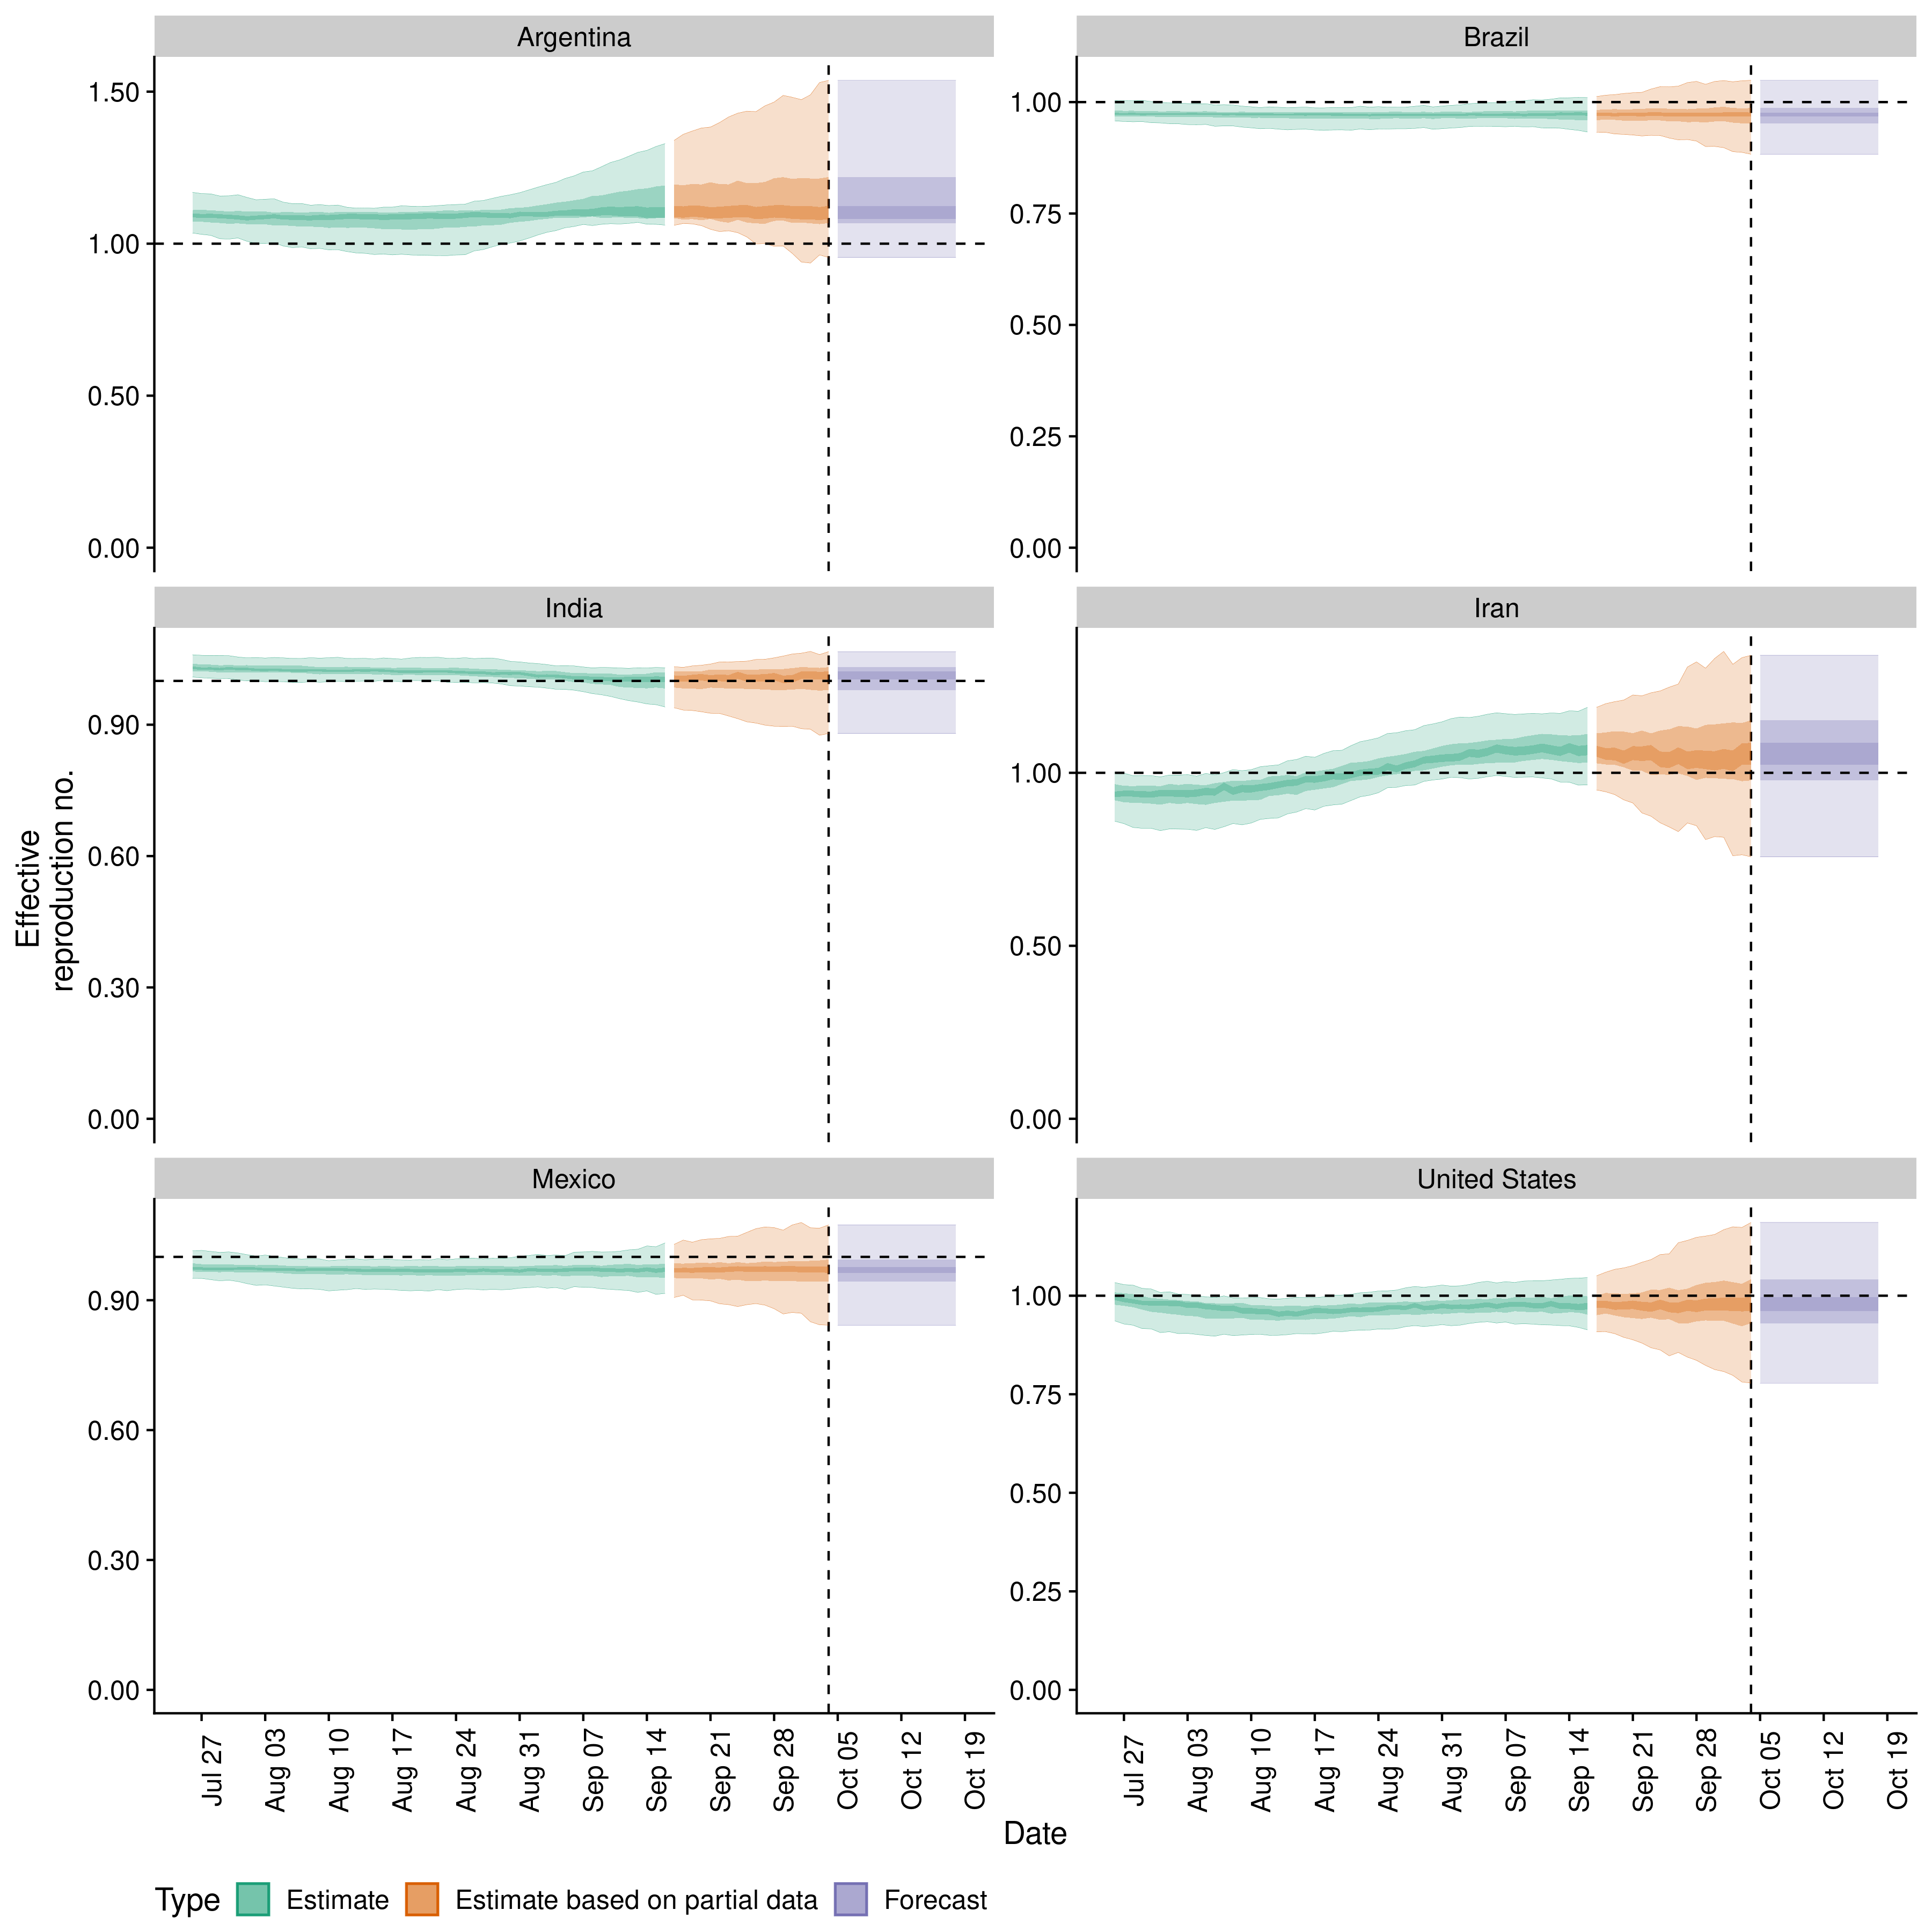 Argentina
Brazil
1.50
1.00
0.50
0.00
1.00
0.75
0.50
0.25
0.00
India
Iran
0.90
0.60
0.30
0.00
1.00
0.50
0.00
Mexico
United States
0.90
0.60
0.30
0.00
1.00
0.75
0.50
0.25
0.00
Effective
reproduction no.
Jul 27
Aug 03
Aug 10
Aug 17
Aug 24
Aug 31
Sep 07
Sep 14
Sep 21
Sep 28
Oct 05
Oct 12
Oct 19
Jul 27
Aug 03
Aug 10
Aug 17
Aug 24
Aug 31
Sep 07
Sep 14
Sep 21
Sep 28
Oct 05
Oct 12
Oct 19
Date
Type Estimate Estimate based on partial data Forecast